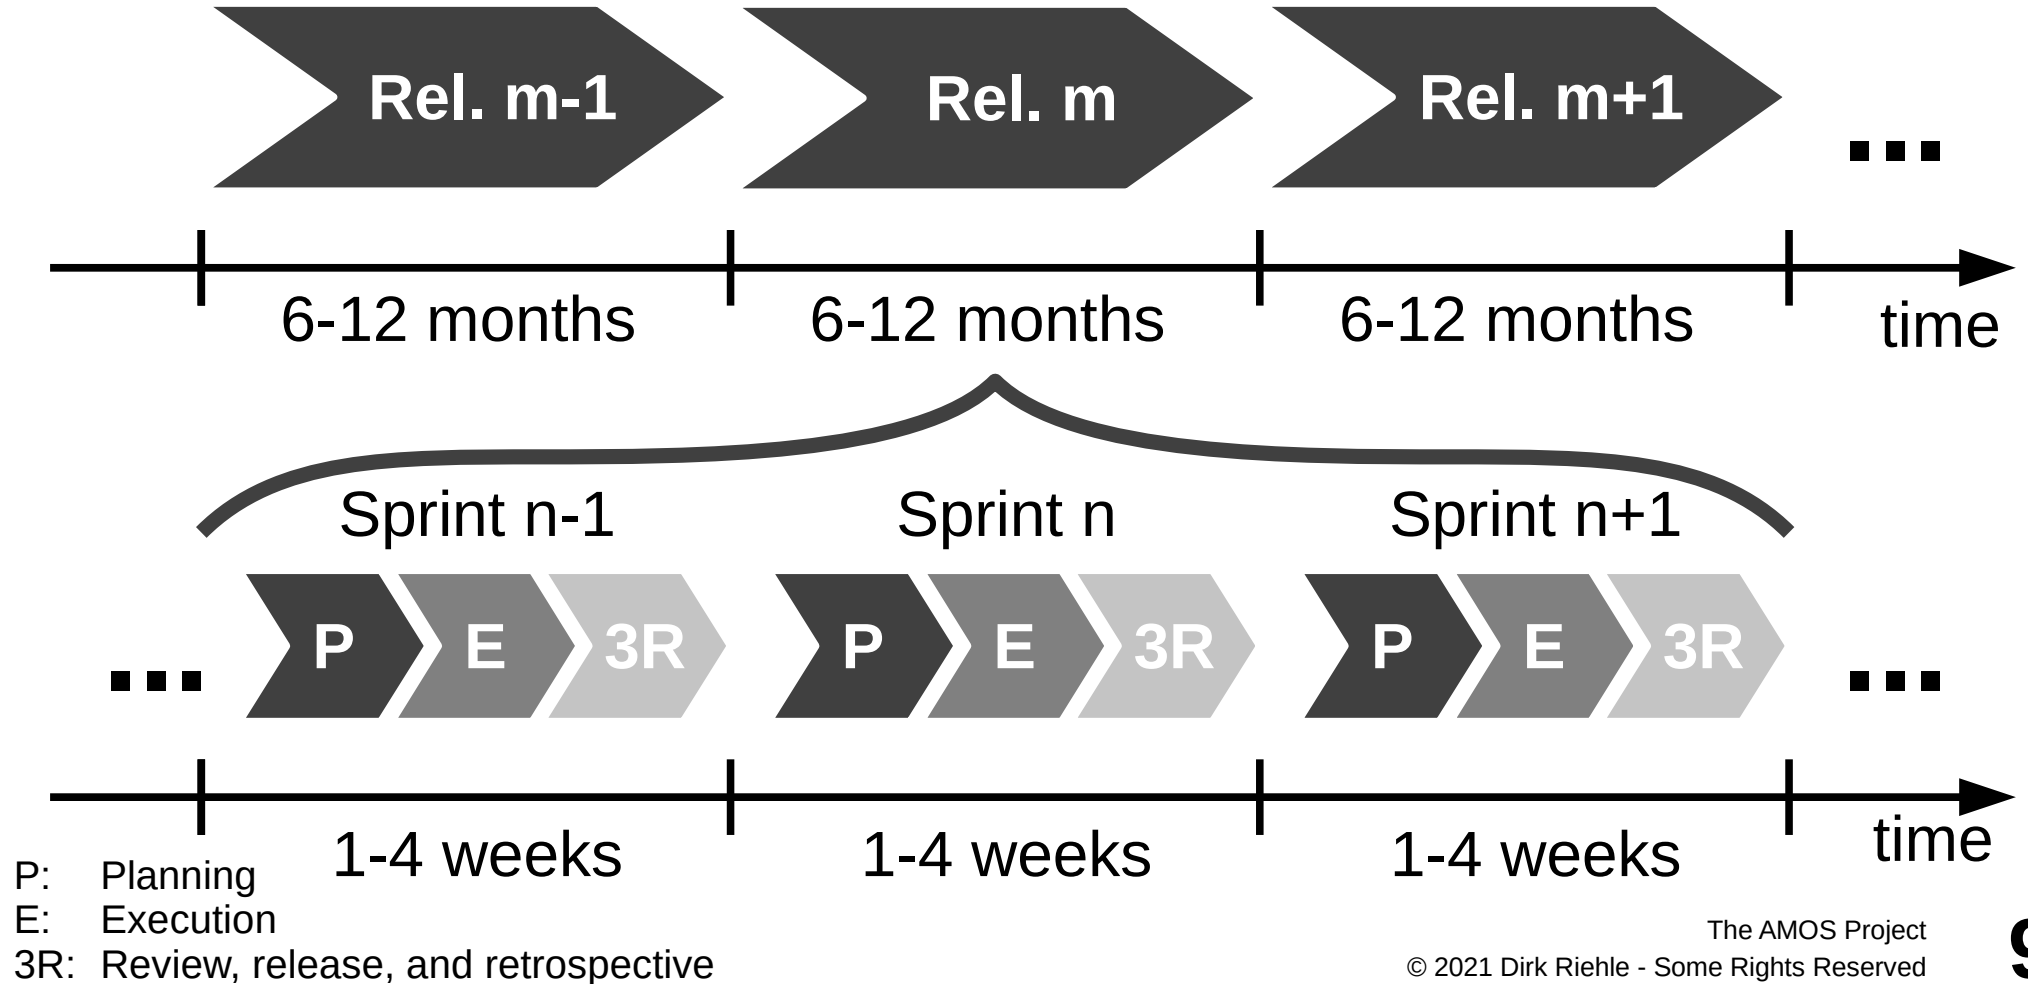 Rel. m-1 Rel. m Rel. m+1
6-12 months 6-12 months 6-12 months time
Sprint n-1 Sprint n Sprint n+1
P E 3R P E 3R P E 3R
1-4 weeks 1-4 weeks 1-4 weeks time
P: Planning
E: Execution
3R: Review, release, and retrospective
The AMOS Project
© 2021 Dirk Riehle - Some Rights Reserved